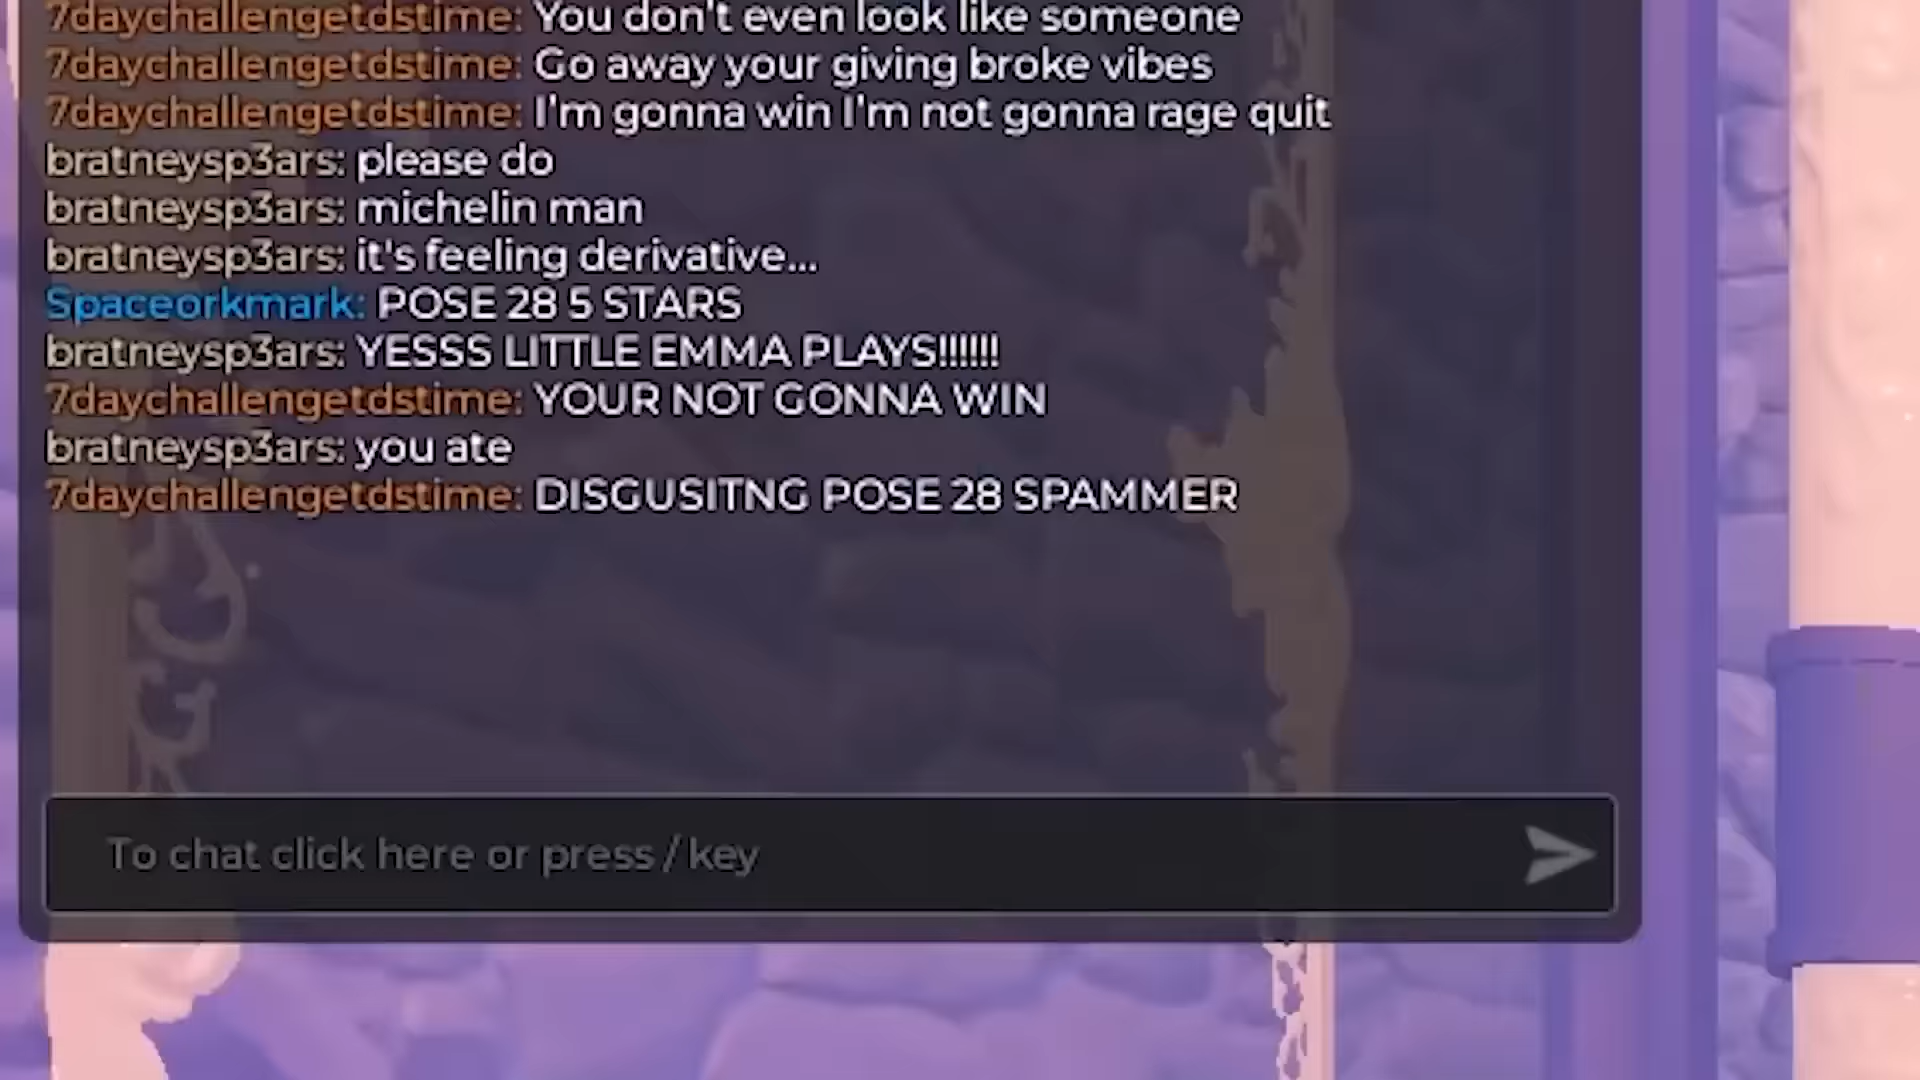 7daychallengetdstime: You don't even look like someone
7daychallengetdstime: Go away your giving broke vibes
7daychallengetdstime: I'm gonna win I'm not gonna rage quit
bratneysp3ars: please do
bratneysp3ars: michelin man
bratneysp3ars: it's feeling derivative...
Spaceorkmark: POSE 28 5 STARS
bratneysp3ars: YESSS LITTLE EMMA PLAYS!!!!!!
7daychallengetdstime: YOUR NOT GONNA WIN
bratneysp3ars: you ate
7daychallengetdstime: DISGUSITNG POSE 28 SPAMMER
To chat click here or press / key